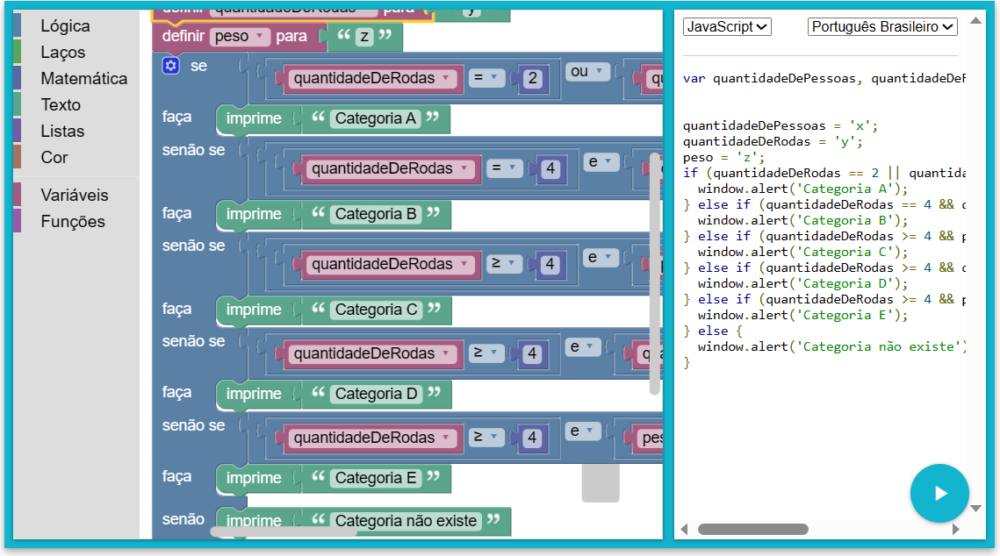 Lógica
Laços
Matemática
Texto
Listas
Cor
Variáveis
Funções
definir quantidadeDeRodas para “ y
definir peso para “ z ”
se quantidadeDeRodas = 2 ou
faça imprime “ Categoria A ”
senão se quantidadeDeRodas = 4 e
faça imprime “ Categoria B ”
senão se quantidadeDeRodas ≥ 4 e
faça imprime “ Categoria C ”
senão se quantidadeDeRodas ≥ 4 e
faça imprime “ Categoria D ”
senão se quantidadeDeRodas ≥ 4 e pes
faça imprime “ Categoria E ”
senão imprime “ Categoria não existe ”
JavaScript Português Brasileiro
var quantidadeDePessoas, quantidadeDeR
quantidadeDePessoas = 'x';
quantidadeDeRodas = 'y';
peso = 'z';
if (quantidadeDeRodas == 2 || quantida
window.alert('Categoria A');
} else if (quantidadeDeRodas == 4 && q
window.alert('Categoria B');
} else if (quantidadeDeRodas >= 4 && p
window.alert('Categoria C');
} else if (quantidadeDeRodas >= 4 && q
window.alert('Categoria D');
} else if (quantidadeDeRodas >= 4 && p
window.alert('Categoria E');
} else {
window.alert('Categoria não existe')
}